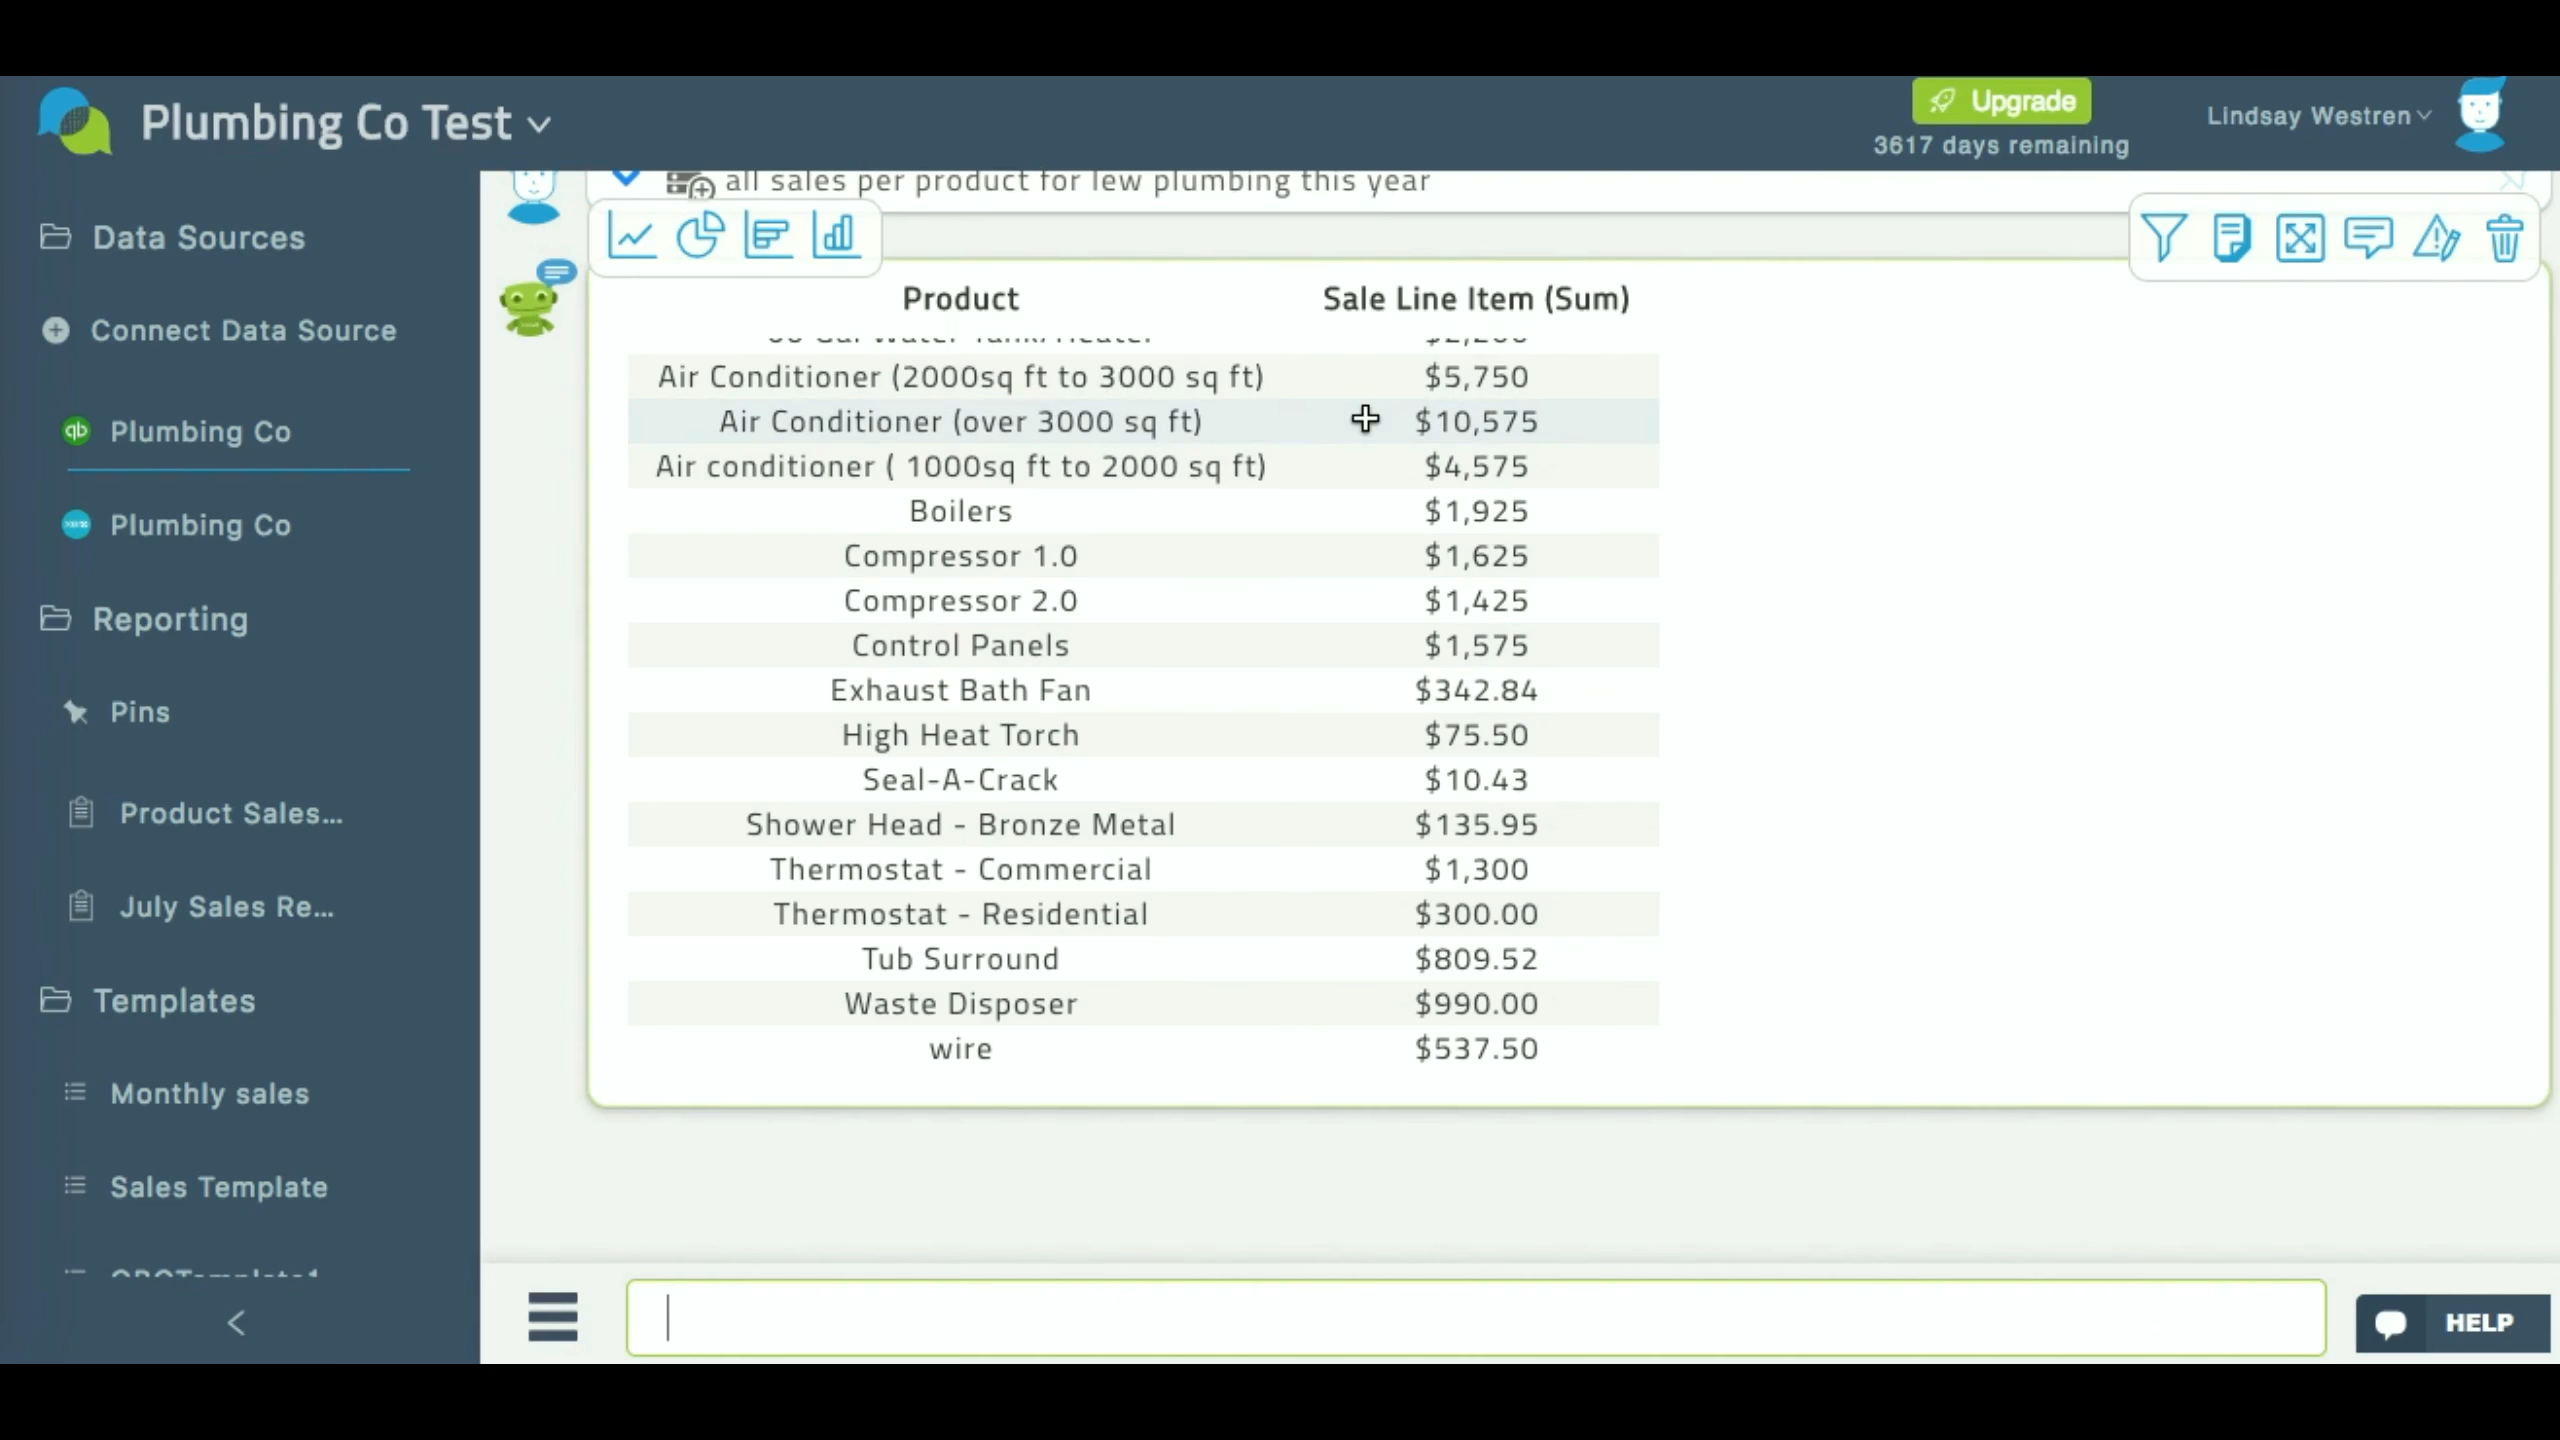 Plumbing Co Test
Upgrade
3617 days remaining
Lindsay Westren
Data Sources
Connect Data Source
qb Plumbing Co
Plumbing Co
Reporting
Pins
Product Sales...
July Sales Re...
Templates
Monthly sales
Sales Template
all sales per product for lew plumbing this year
Product Sale Line Item (Sum)
Air Conditioner (2000sq ft to 3000 sq ft) $5,750
Air Conditioner (over 3000 sq ft) $10,575
Air conditioner ( 1000sq ft to 2000 sq ft) $4,575
Boilers $1,925
Compressor 1.0 $1,625
Compressor 2.0 $1,425
Control Panels $1,575
Exhaust Bath Fan $342.84
High Heat Torch $75.50
Seal-A-Crack $10.43
Shower Head - Bronze Metal $135.95
Thermostat - Commercial $1,300
Thermostat - Residential $300.00
Tub Surround $809.52
Waste Disposer $990.00
wire $537.50
HELP